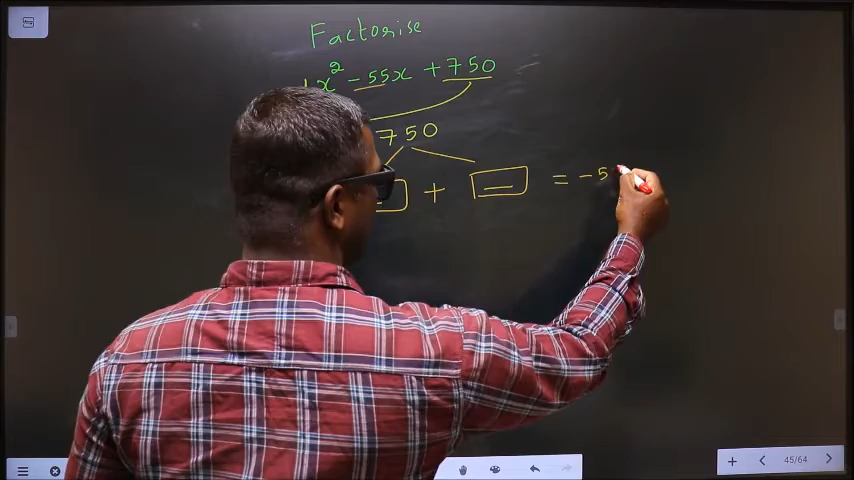 Factorise
x² - 55x + 750
750
+ = -5
45/64